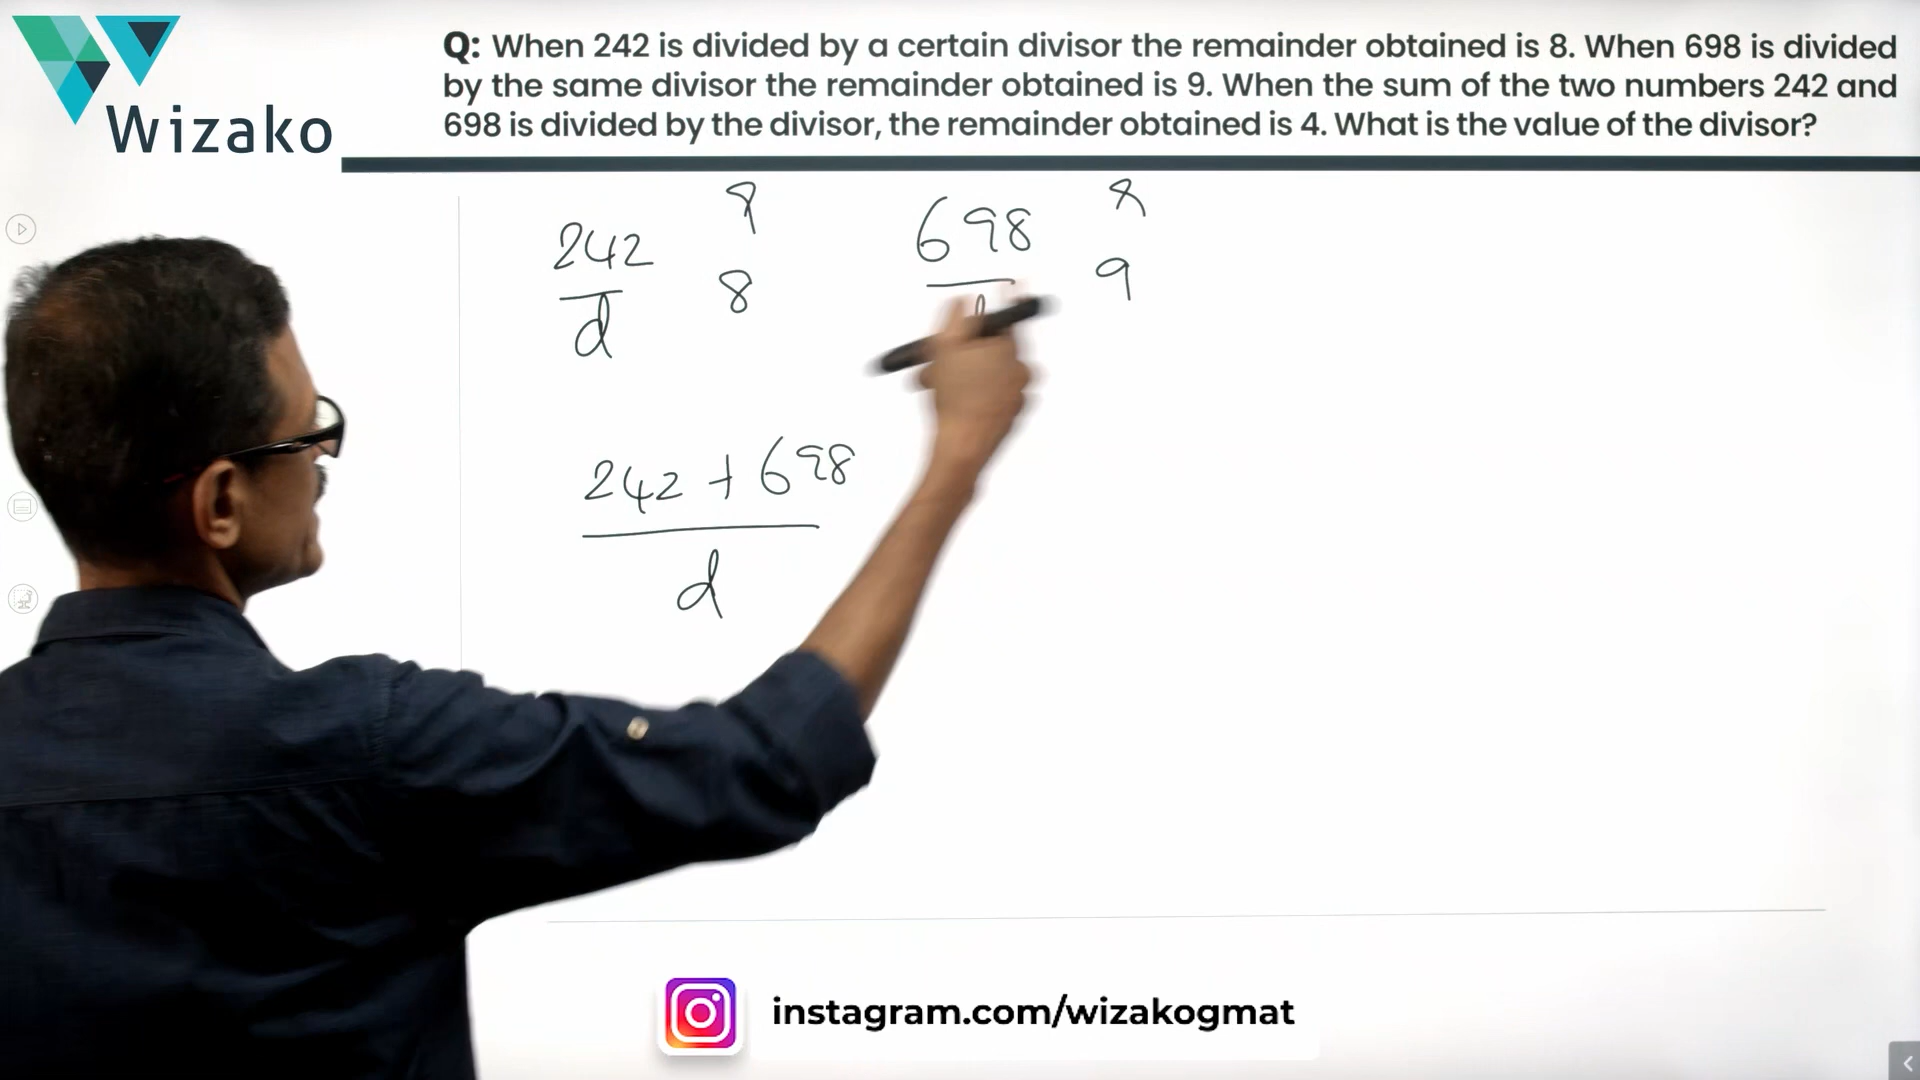 Wizako
Q: When 242 is divided by a certain divisor the remainder obtained is 8. When 698 is divided
by the same divisor the remainder obtained is 9. When the sum of the two numbers 242 and
698 is divided by the divisor, the remainder obtained is 4. What is the value of the divisor?
242
d
8
698
9
242 + 698
d
instagram.com/wizakogmat